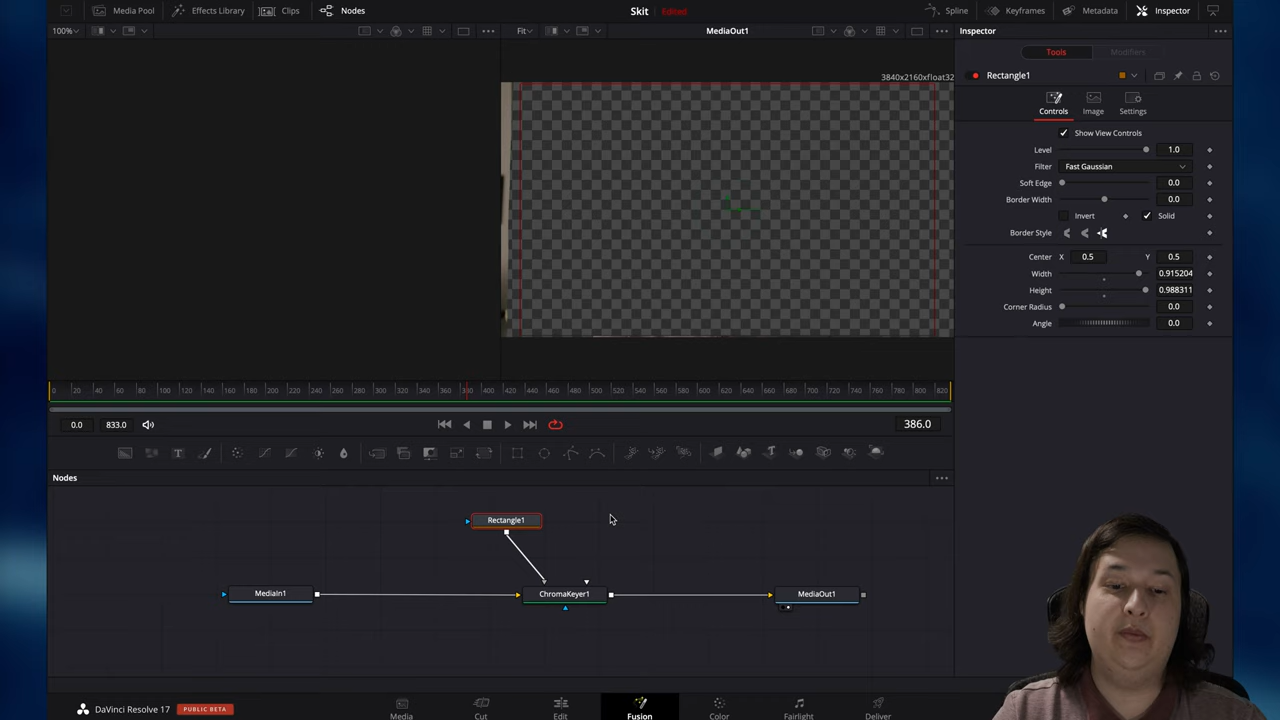 Media Pool
Effects Library
Clips
Nodes
Skit
Edited
Spline
Keyframes
Metadata
Inspector
100%
Fit
MediaOut1
Inspector
3840x2160xfloat32
Tools
Modifiers
Rectangle1
Controls
Image
Settings
Show View Controls
Level
1.0
Filter
Fast Gaussian
Soft Edge
0.0
Border Width
0.0
Invert
Solid
Border Style
Center
X
0.5
Y
0.5
Width
0.915204
Height
0.988311
Corner Radius
0.0
Angle
0.0
0 20 40 60 80 100 120 140 160 180 200 220 240 260 280 300 320 340 360 380 400 420 440 460 480 500 520 540 560 580 600 620 640 660 680 700 720 740 760 780 800 820
0.0
833.0
386.0
T
Nodes
Rectangle1
MediaIn1
ChromaKeyer1
MediaOut1
DaVinci Resolve 17
PUBLIC BETA
Media
Cut
Edit
Fusion
Color
Fairlight
Deliver